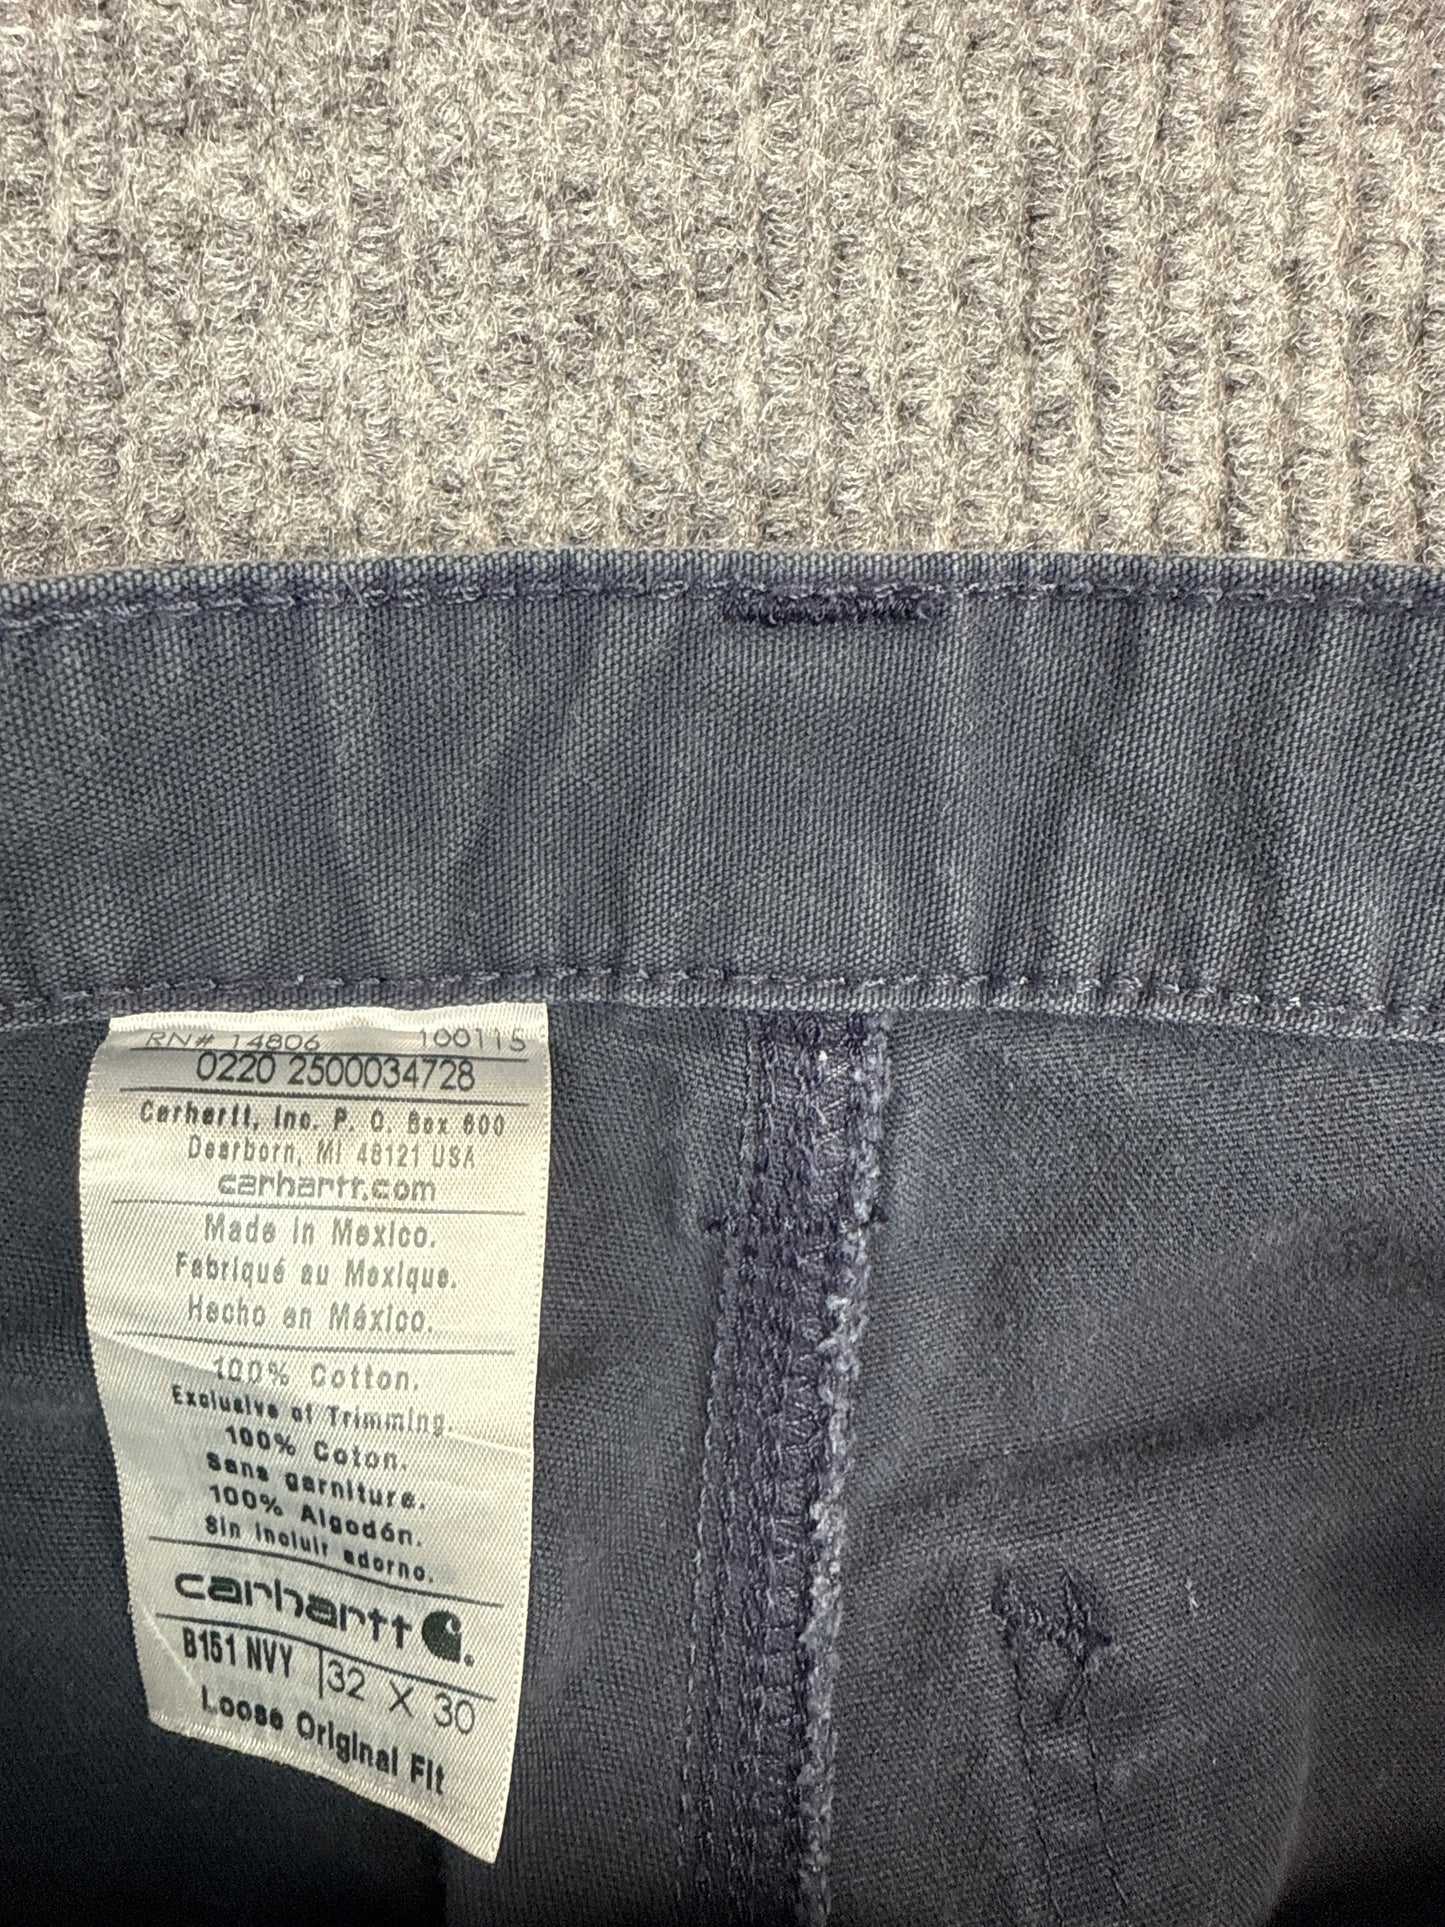 RN# 14806 100115
0220 2500034728
Carhartt, Inc. P. O. Box 600
Dearborn, MI 48121 USA
carhartt.com
Made in Mexico.
Fabriqué au Mexique.
Hecho en México.
100% Cotton.
Exclusive of Trimming.
100% Coton.
Sans garniture.
100% Algodón.
Sin incluir adorno.
carhartt
B151 NVY 32 X 30
Loose Original Fit